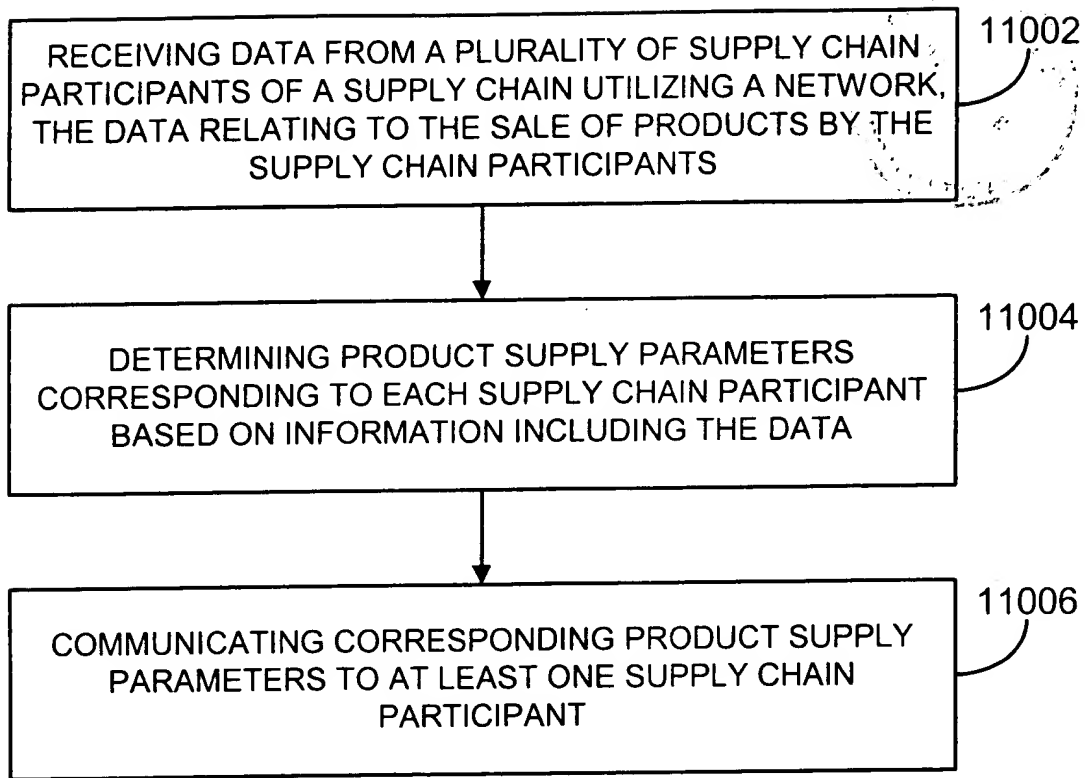 RECEIVING DATA FROM A PLURALITY OF SUPPLY CHAIN
PARTICIPANTS OF A SUPPLY CHAIN UTILIZING A NETWORK,
THE DATA RELATING TO THE SALE OF PRODUCTS BY THE
SUPPLY CHAIN PARTICIPANTS
11002
DETERMINING PRODUCT SUPPLY PARAMETERS
CORRESPONDING TO EACH SUPPLY CHAIN PARTICIPANT
BASED ON INFORMATION INCLUDING THE DATA
11004
COMMUNICATING CORRESPONDING PRODUCT SUPPLY
PARAMETERS TO AT LEAST ONE SUPPLY CHAIN
PARTICIPANT
11006